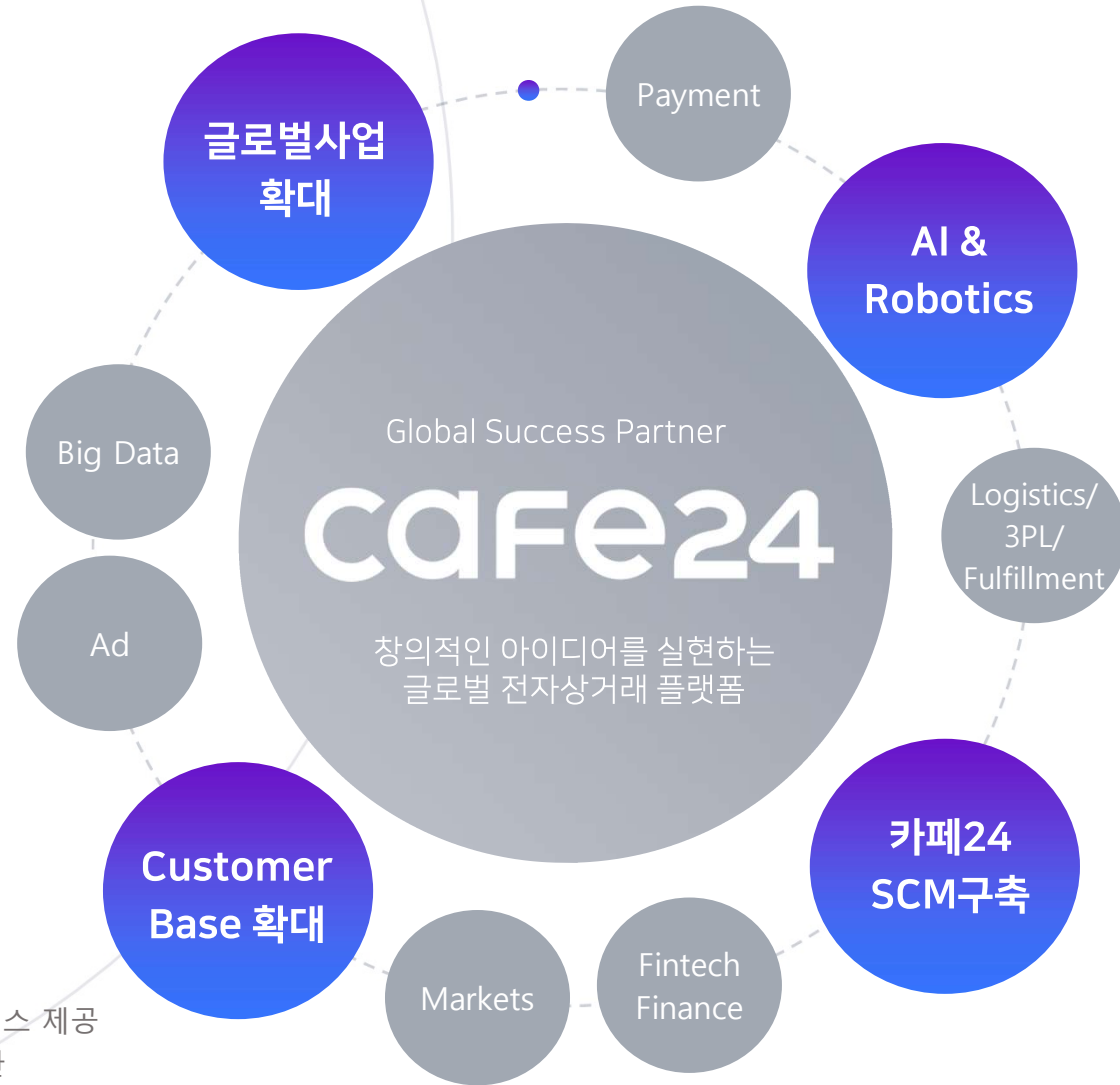 Payment
글로벌사업
확대
AI &
Robotics
Global Success Partner
cafe24
창의적인 아이디어를 실현하는
글로벌 전자상거래 플랫폼
Big Data
Logistics/
3PL/
Fulfillment
Ad
카페24
SCM구축
Customer
Base 확대
Markets
Fintech
Finance
스 제공